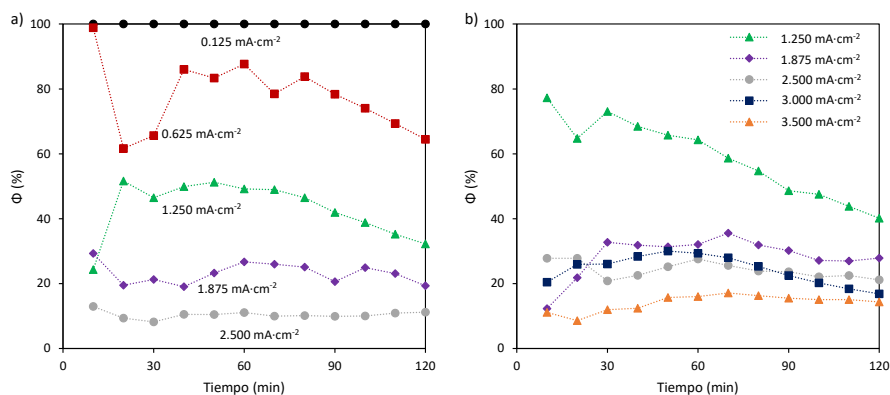 a)
Φ (%)
100
80
60
40
20
0
0.125 mA·cm-2
0.625 mA·cm-2
1.250 mA·cm-2
1.875 mA·cm-2
2.500 mA·cm-2
0 30 60 90 120
Tiempo (min)
b)
Φ (%)
100
80
60
40
20
0
1.250 mA·cm-2
1.875 mA·cm-2
2.500 mA·cm-2
3.000 mA·cm-2
3.500 mA·cm-2
0 30 60 90 120
Tiempo (min)